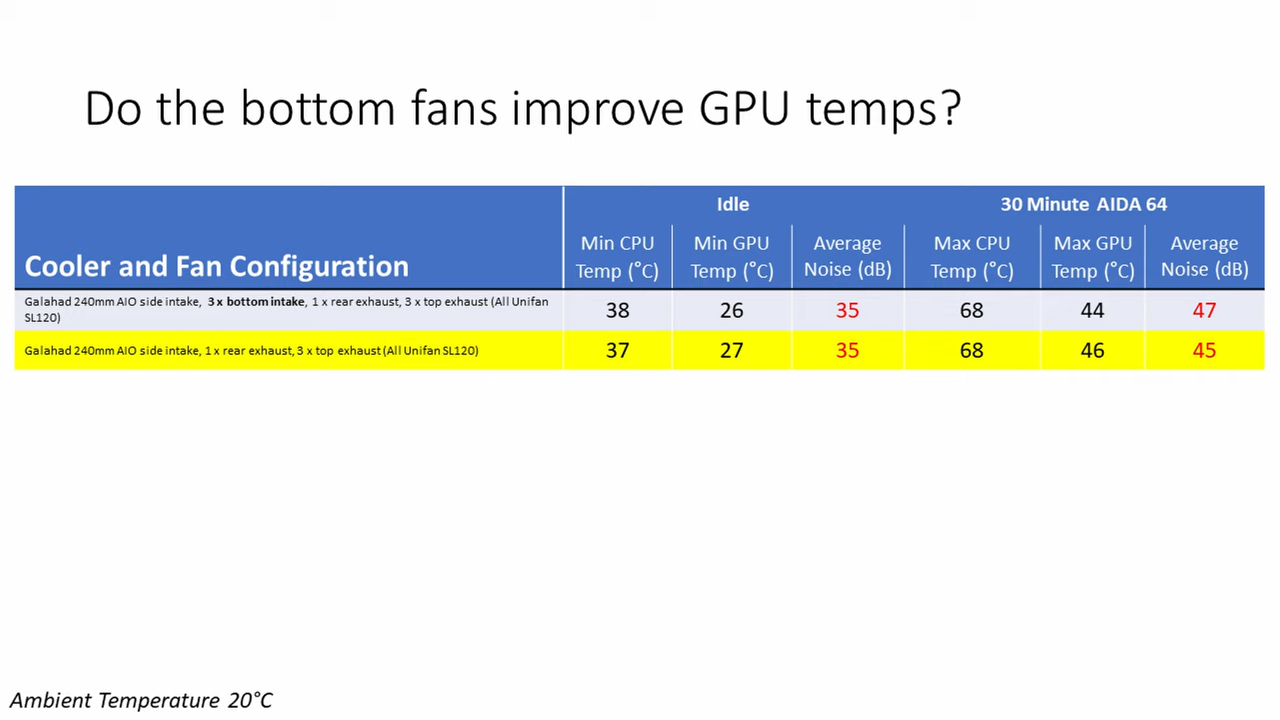 Do the bottom fans improve GPU temps?
Idle 30 Minute AIDA 64
Cooler and Fan Configuration
Min CPU Temp (°C)
Min GPU Temp (°C)
Average Noise (dB)
Max CPU Temp (°C)
Max GPU Temp (°C)
Average Noise (dB)
Galahad 240mm AIO side intake, 3 x bottom intake, 1 x rear exhaust, 3 x top exhaust (All Unifan
SL120)
38 26 35 68 44 47
Galahad 240mm AIO side intake, 1 x rear exhaust, 3 x top exhaust (All Unifan SL120)
37 27 35 68 46 45
Ambient Temperature 20°C